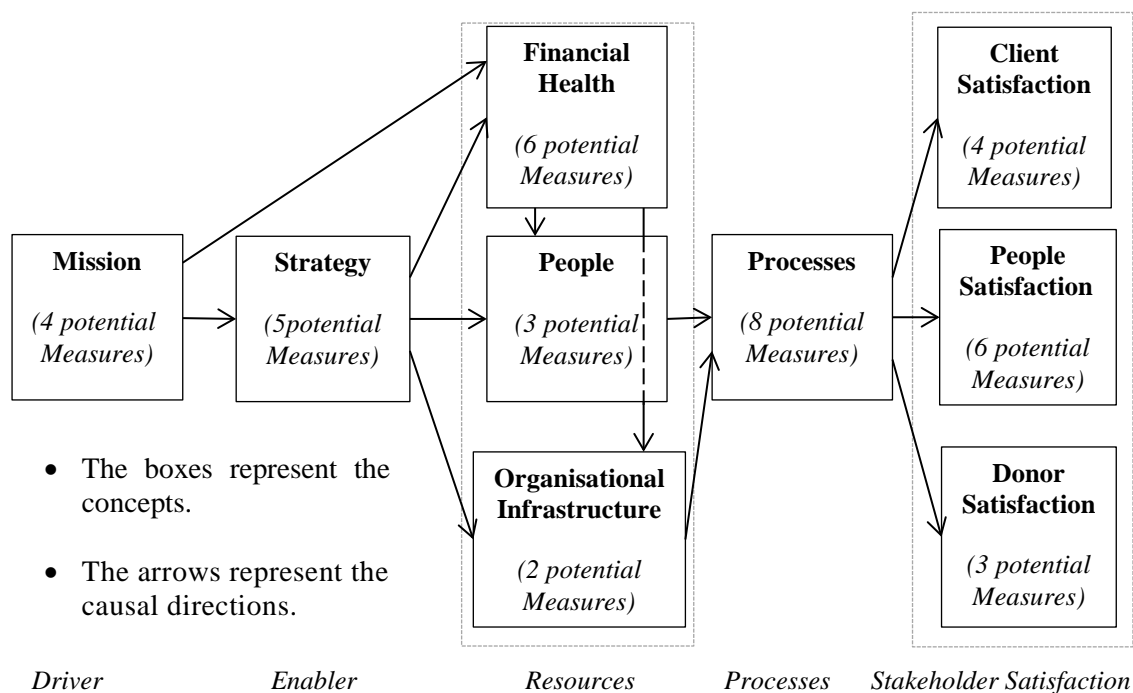 Financial
Health
(6 potential
Measures)
Client
Satisfaction
(4 potential
Measures)
Mission
(4 potential
Measures)
Strategy
(5potential
Measures)
People
(3 potential
Measures)
Processes
(8 potential
Measures)
People
Satisfaction
(6 potential
Measures)
Organisational
Infrastructure
(2 potential
Measures)
Donor
Satisfaction
(3 potential
Measures)
• The boxes represent the
concepts.
• The arrows represent the
causal directions.
Driver
Enabler
Resources
Processes
Stakeholder Satisfaction